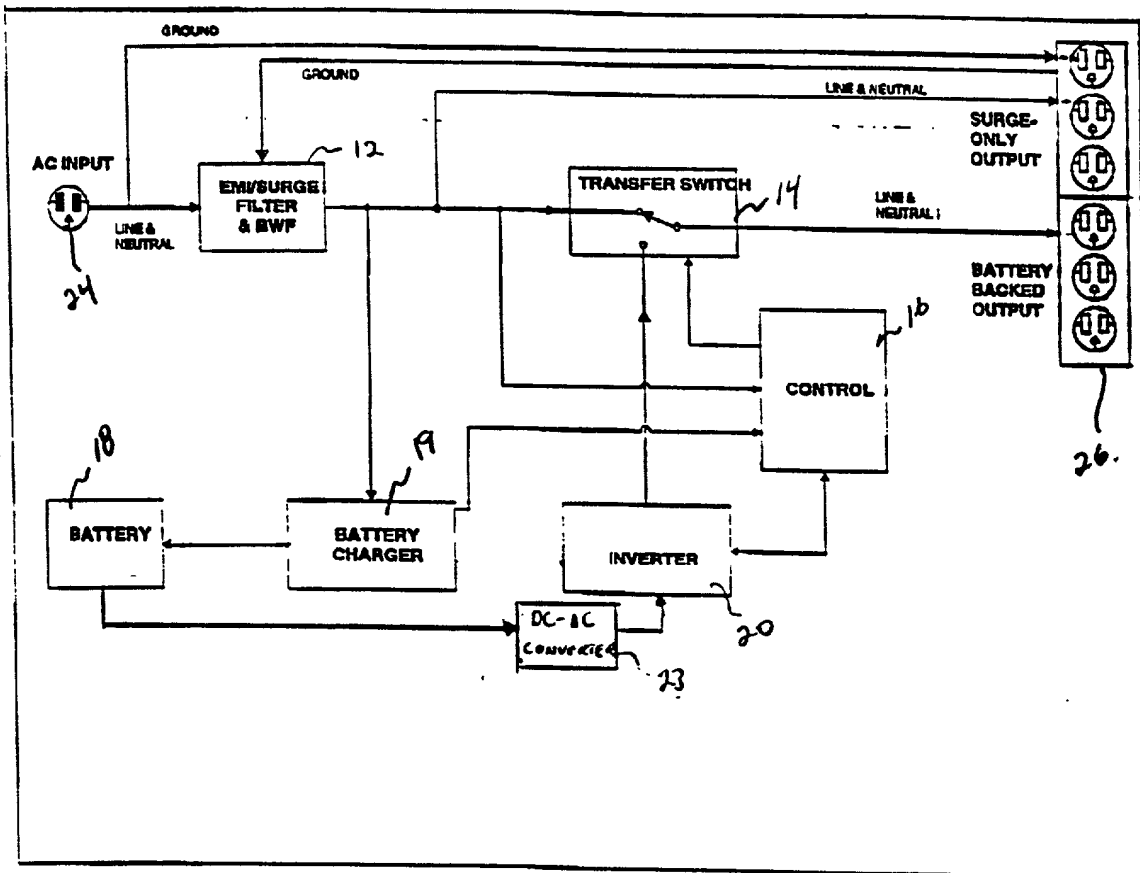 GROUND
GROUND
LINE & NEUTRAL
SURGE-
ONLY
OUTPUT
AC INPUT
12
EMI/SURGE
FILTER
& BWF
TRANSFER SWITCH
14
LINE &
NEUTRAL
LINE &
NEUTRAL
24
BATTERY
BACKED
OUTPUT
16
CONTROL
26.
18
BATTERY
19
BATTERY
CHARGER
INVERTER
20
DC-AC
CONVERTER
23